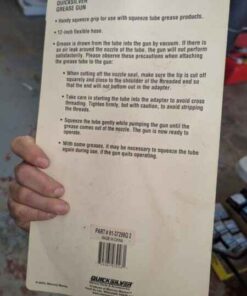 QUICKSILVER
GREASE GUN
• Handy squeeze grip for use with squeeze tube grease products.
• 12-inch flexible hose.
• Grease is drawn from the tube into the gun by vacuum. If there is
an air leak around the nozzle of the tube, the gun will not perform
satisfactorily. Please observe these precautions when attaching
the grease tube to the gun:
• When cutting off the nozzle seal, make sure the tip is cut off
squarely and close to the shoulder of the threaded end so
that the end will not bottom out in the adapter.
• Take care in starting the tube into the adapter to avoid cross
threading. Tighten firmly, but with caution, to avoid stripping
the threads.
• Squeeze the tube gently while pumping the gun until the
grease comes out of the nozzle. The gun is now ready to
operate.
• With some greases, it may be necessary to squeeze the tube
again during use, if the gun quits operating.
MADE IN CHINA
QUICKSILVER